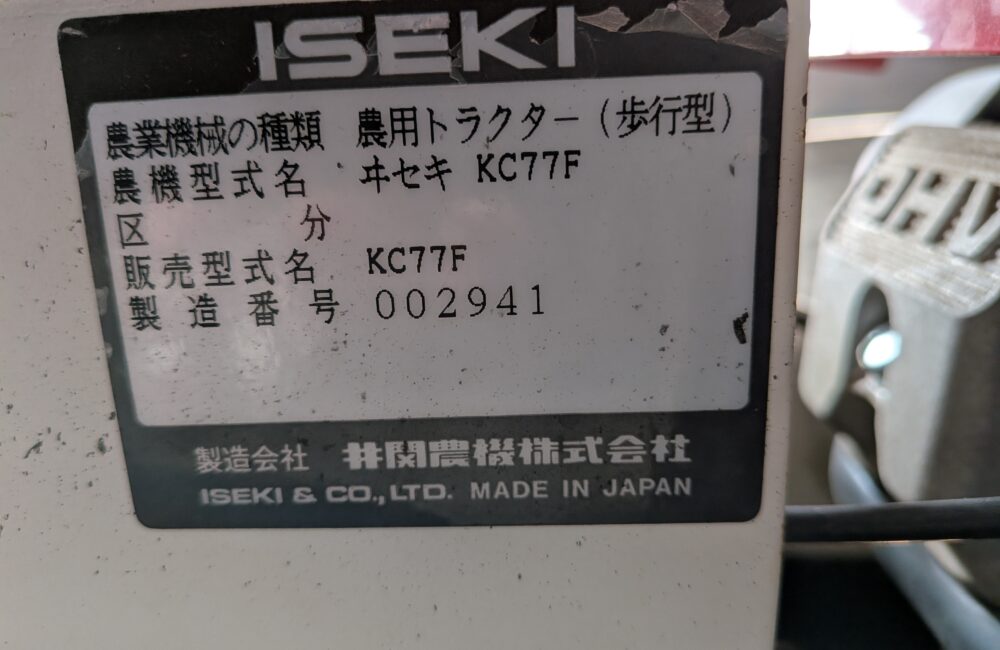 ISEKI
農業機械の種類 農用トラクター(歩行型)
農機型式名 ヰセキ KC77F
区分
販売型式名 KC77F
製造番号 002941
製造会社 井関農機株式会社
ISEKI & CO.,LTD. MADE IN JAPAN
OHV